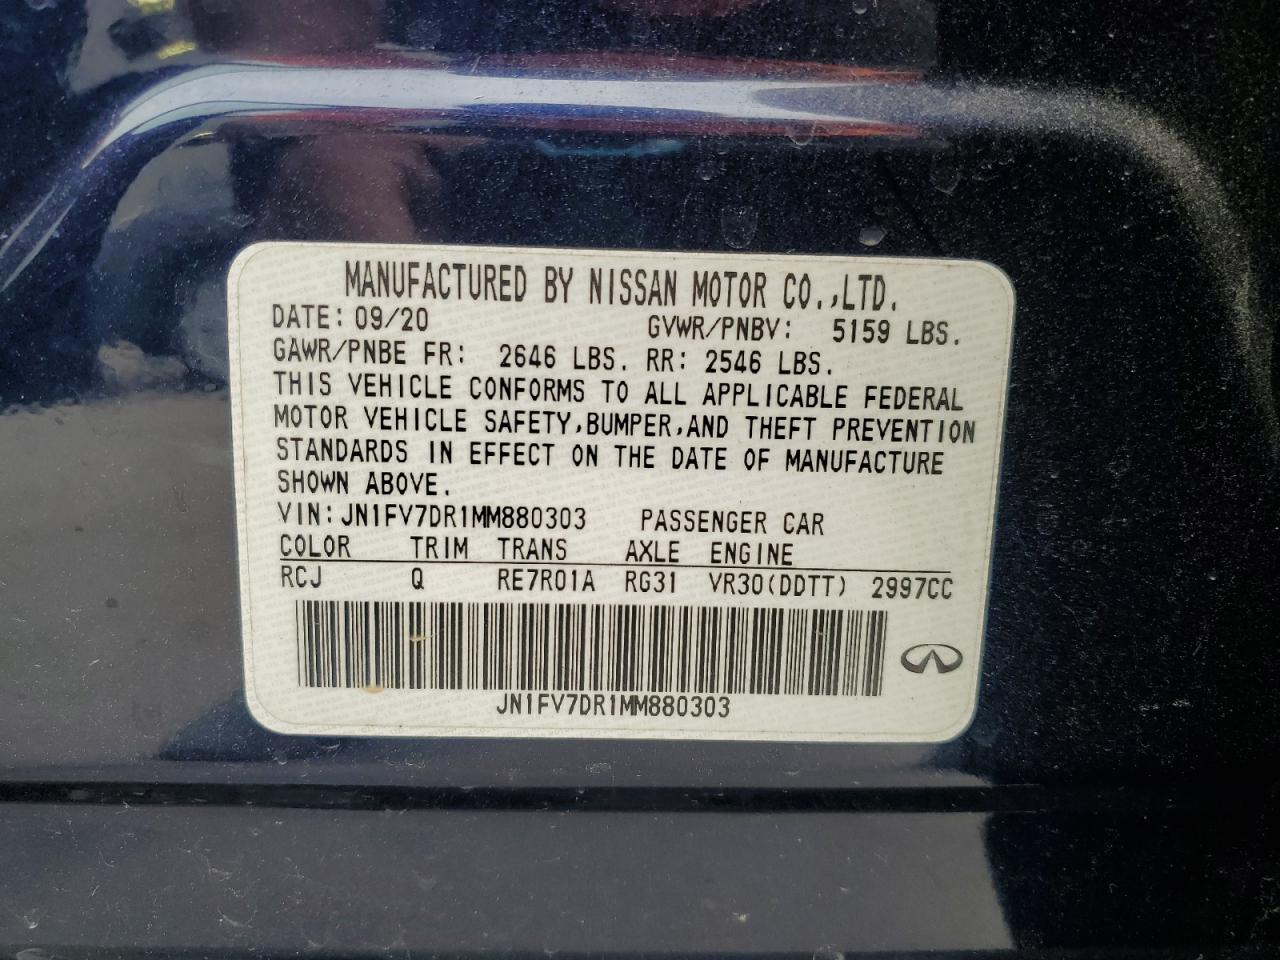 MANUFACTURED BY NISSAN MOTOR CO.,LTD.
DATE: 09/20 GVWR/PNBV: 5159 LBS.
GAWR/PNBE FR: 2646 LBS. RR: 2546 LBS.
THIS VEHICLE CONFORMS TO ALL APPLICABLE FEDERAL
MOTOR VEHICLE SAFETY,BUMPER,AND THEFT PREVENTION
STANDARDS IN EFFECT ON THE DATE OF MANUFACTURE
SHOWN ABOVE.
VIN: JN1FV7DR1MM880303 PASSENGER CAR
COLOR TRIM TRANS AXLE ENGINE
RCJ Q RE7R01A RG31 VR30(DDTT) 2997CC
JN1FV7DR1MM880303